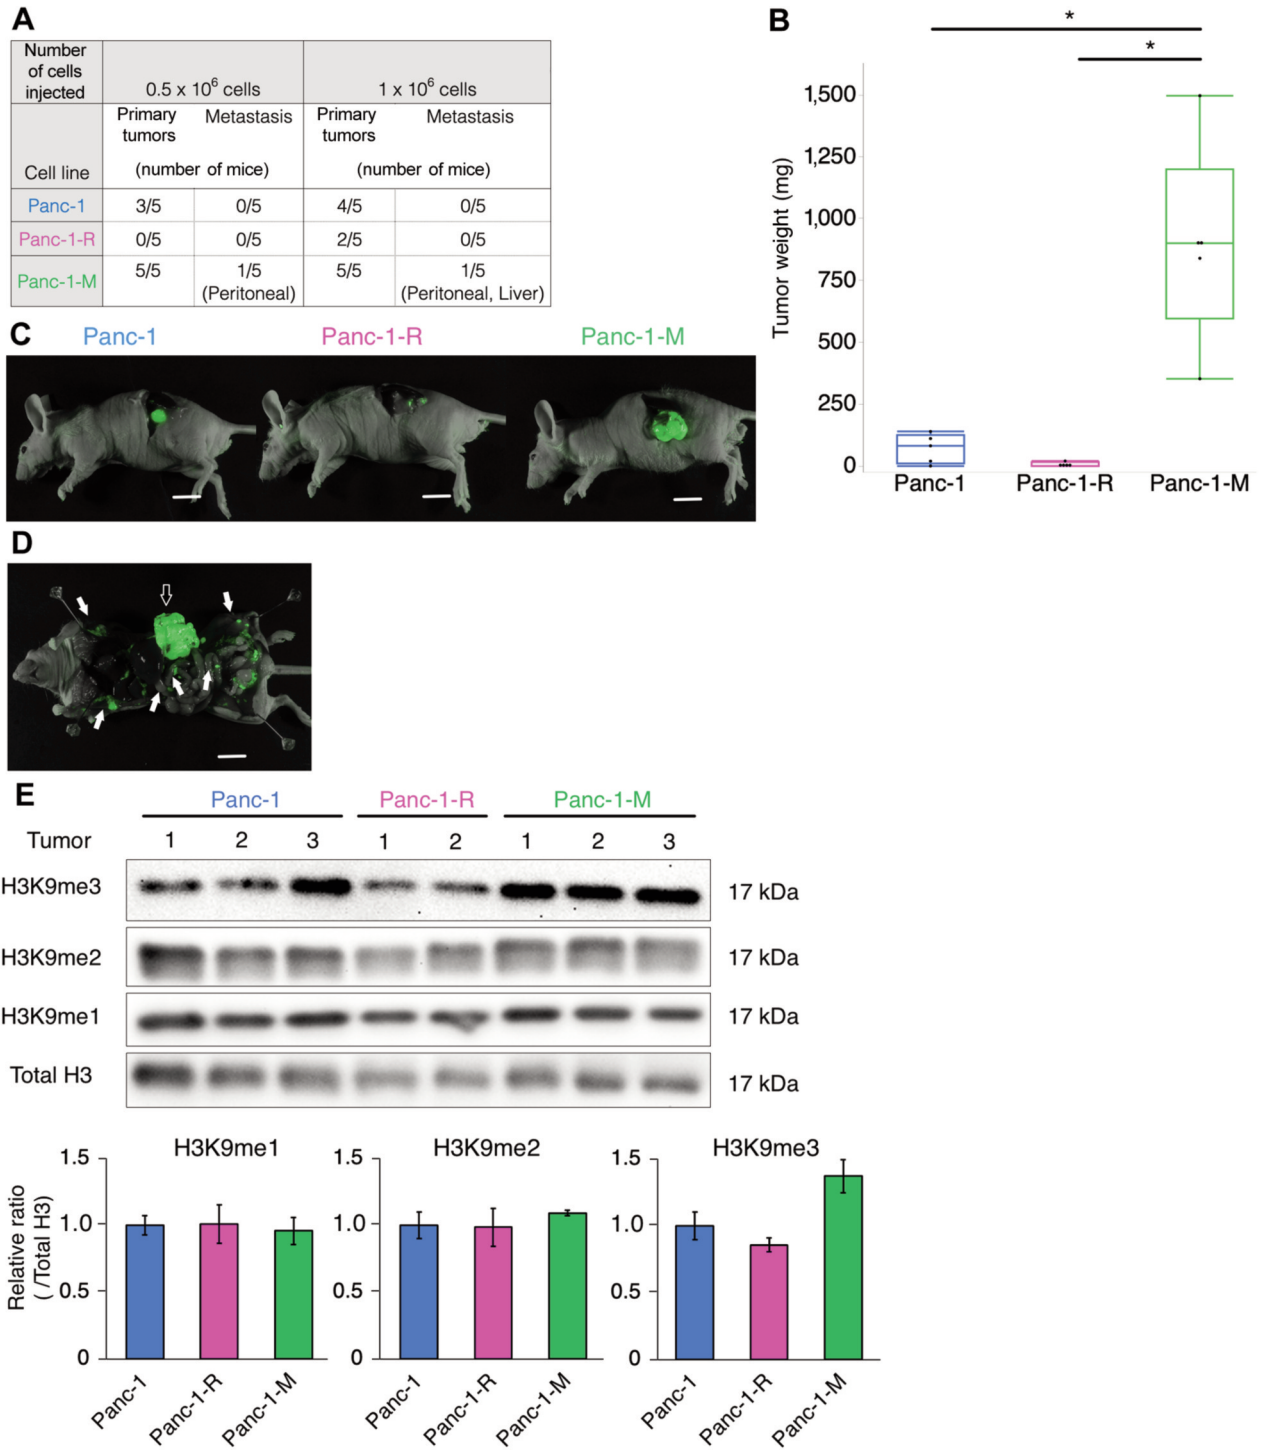 A
Number of cells injected
0.5 x 10⁶ cells
1 x 10⁶ cells
Cell line
Primary tumors
Metastasis
Primary tumors
Metastasis
(number of mice)
(number of mice)
Panc-1 3/5 0/5 4/5 0/5
Panc-1-R 0/5 0/5 2/5 0/5
Panc-1-M 5/5 1/5 (Peritoneal) 5/5 1/5 (Peritoneal, Liver)
B
*
*
Tumor weight (mg)
1,500
1,250
1,000
750
500
250
0
Panc-1 Panc-1-R Panc-1-M
C
Panc-1 Panc-1-R Panc-1-M
D
E
Panc-1 Panc-1-R Panc-1-M
Tumor 1 2 3 1 2 1 2 3
H3K9me3 17 kDa
H3K9me2 17 kDa
H3K9me1 17 kDa
Total H3 17 kDa
Relative ratio
( /Total H3)
H3K9me1
1.5
1.0
0.5
0
Panc-1 Panc-1-R Panc-1-M
H3K9me2
1.5
1.0
0.5
0
Panc-1 Panc-1-R Panc-1-M
H3K9me3
1.5
1.0
0.5
0
Panc-1 Panc-1-R Panc-1-M